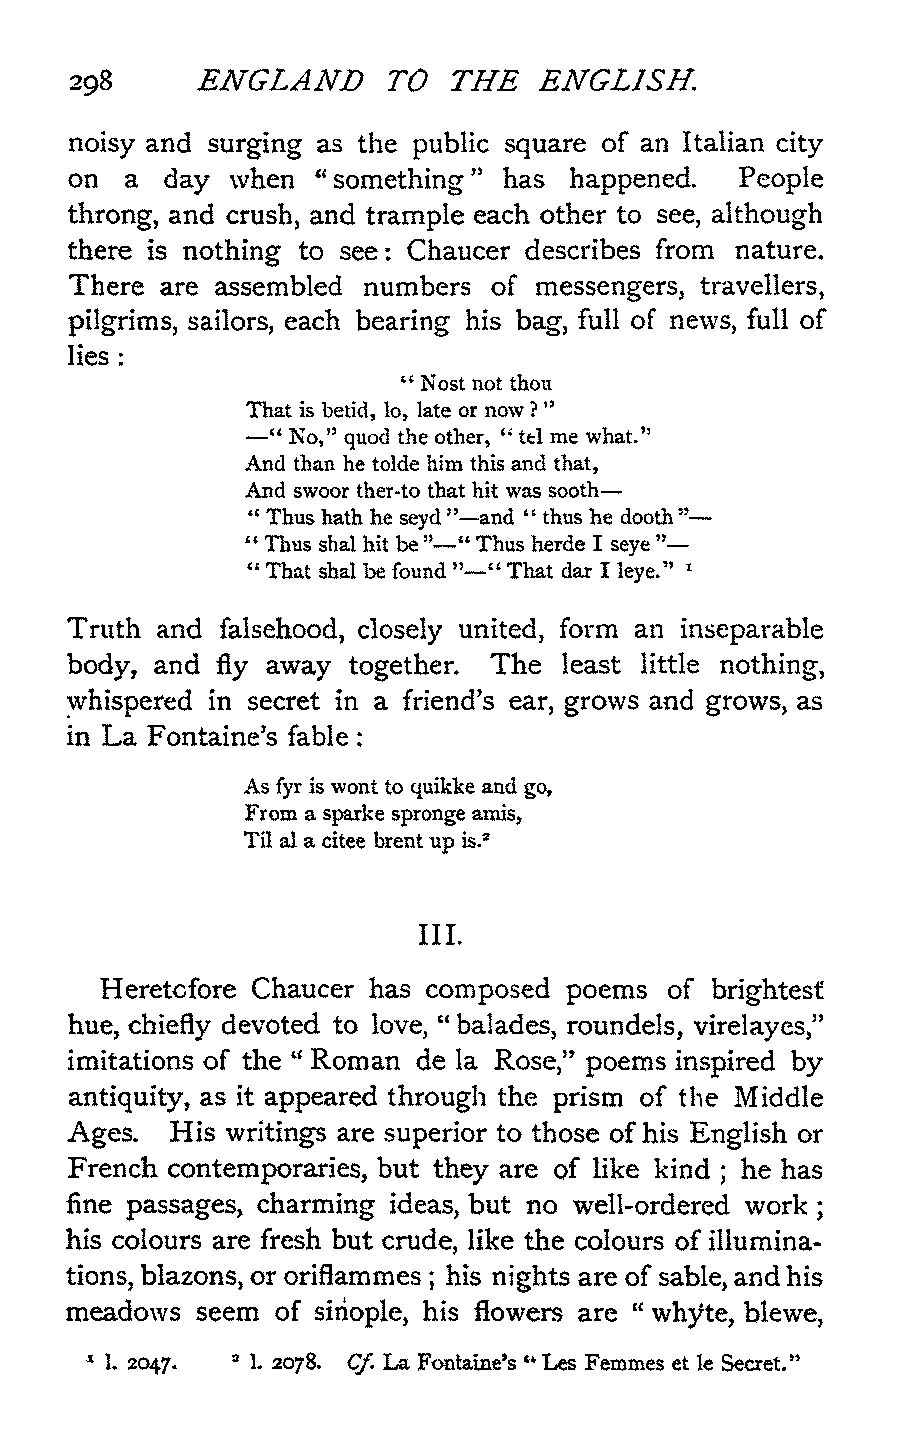 298 ENGLAND TO THE ENGLISH.
noisy and surging as the public square of an Italian city
on a day when “something” has happened. People
throng, and crush, and trample each other to see, although
there is nothing to see: Chaucer describes from nature.
There are assembled numbers of messengers, travellers,
pilgrims, sailors, each bearing his bag, full of news, full of
lies :
“ Nost not thou
That is betid, lo, late or now ? ”
—“ No,” quod the other, “ tel me what.”
And than he tolde him this and that,
And swoor ther-to that hit was sooth—
“ Thus hath he seyd ”—and “ thus he dooth ”—
“ Thus shal hit be ”—“ Thus herde I seye ”—
“ That shal be found ”—“ That dar I leye.” ¹
Truth and falsehood, closely united, form an inseparable
body, and fly away together. The least little nothing,
whispered in secret in a friend’s ear, grows and grows, as
in La Fontaine’s fable :
As fyr is wont to quikke and go,
From a sparke spronge amis,
Til al a citee brent up is.²
III.
Heretofore Chaucer has composed poems of brightest
hue, chiefly devoted to love, “ balades, roundels, virelayes,”
imitations of the “ Roman de la Rose,” poems inspired by
antiquity, as it appeared through the prism of the Middle
Ages. His writings are superior to those of his English or
French contemporaries, but they are of like kind ; he has
fine passages, charming ideas, but no well-ordered work ;
his colours are fresh but crude, like the colours of illumina-
tions, blazons, or oriflammes ; his nights are of sable, and his
meadows seem of sinople, his flowers are “ whyte, blewe,
¹ l. 2047. ² l. 2078. Cf. La Fontaine’s “ Les Femmes et le Secret.”